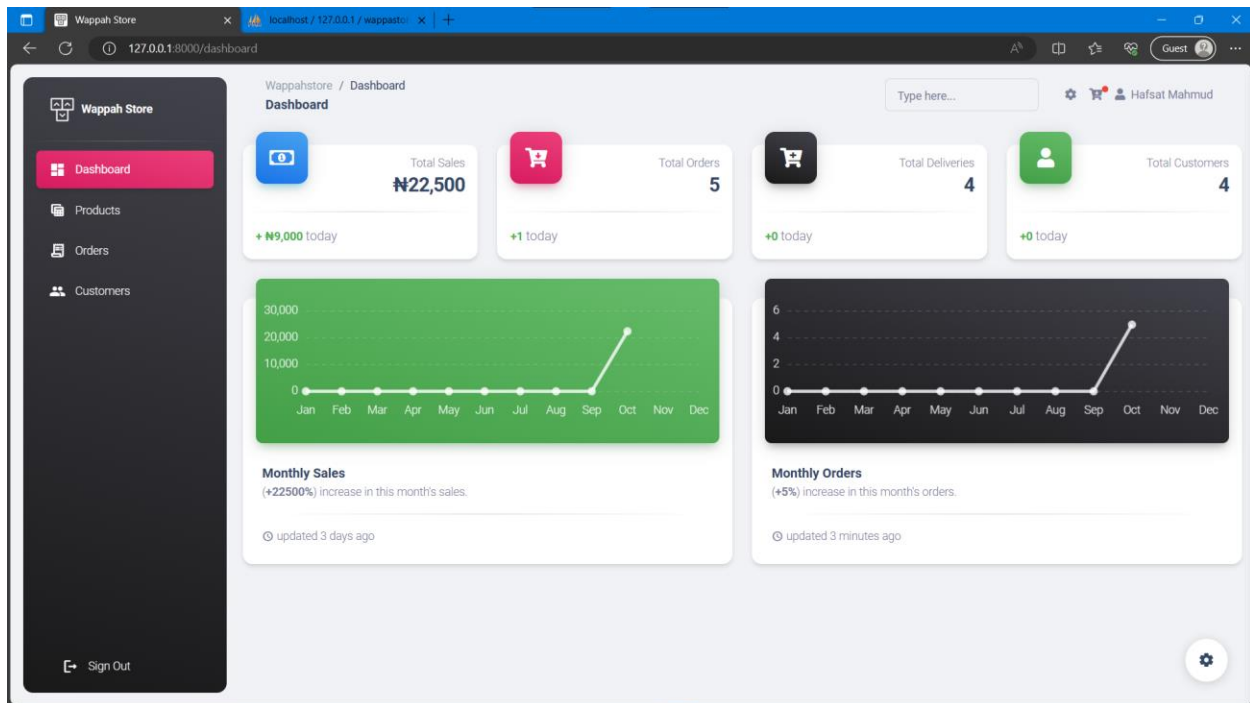 Wappah Store
localhost / 127.0.0.1 / wappasto
127.0.0.1:8000/dashboard
Guest
Wappah Store
Dashboard
Products
Orders
Customers
Sign Out
Wappahstore / Dashboard
Dashboard
Type here...
Hafsat Mahmud
Total Sales
₦22,500
+ ₦9,000 today
Total Orders
5
+1 today
Total Deliveries
4
+0 today
Total Customers
4
+0 today
30,000
20,000
10,000
0
Jan Feb Mar Apr May Jun Jul Aug Sep Oct Nov Dec
Monthly Sales
(+22500%) increase in this month's sales.
updated 3 days ago
6
4
2
0
Jan Feb Mar Apr May Jun Jul Aug Sep Oct Nov Dec
Monthly Orders
(+5%) increase in this month's orders.
updated 3 minutes ago